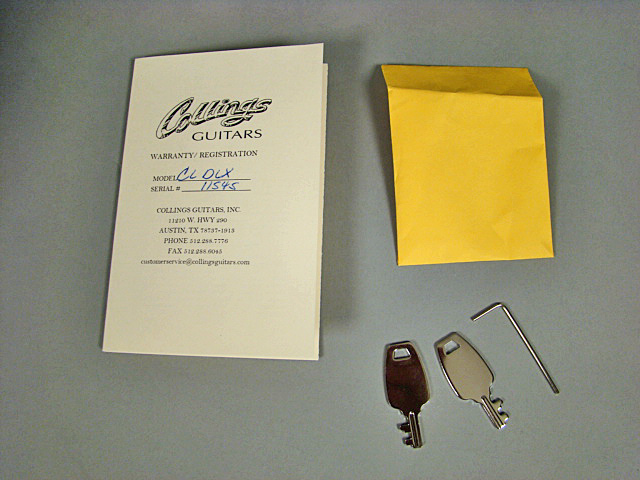 Collings
GUITARS
WARRANTY/ REGISTRATION
MODEL CL DLX
SERIAL # 11545
COLLINGS GUITARS, INC.
11210 W. HWY 290
AUSTIN, TX 78737-1913
PHONE 512.288.7776
FAX 512.288.6045
customerservice@collingsguitars.com